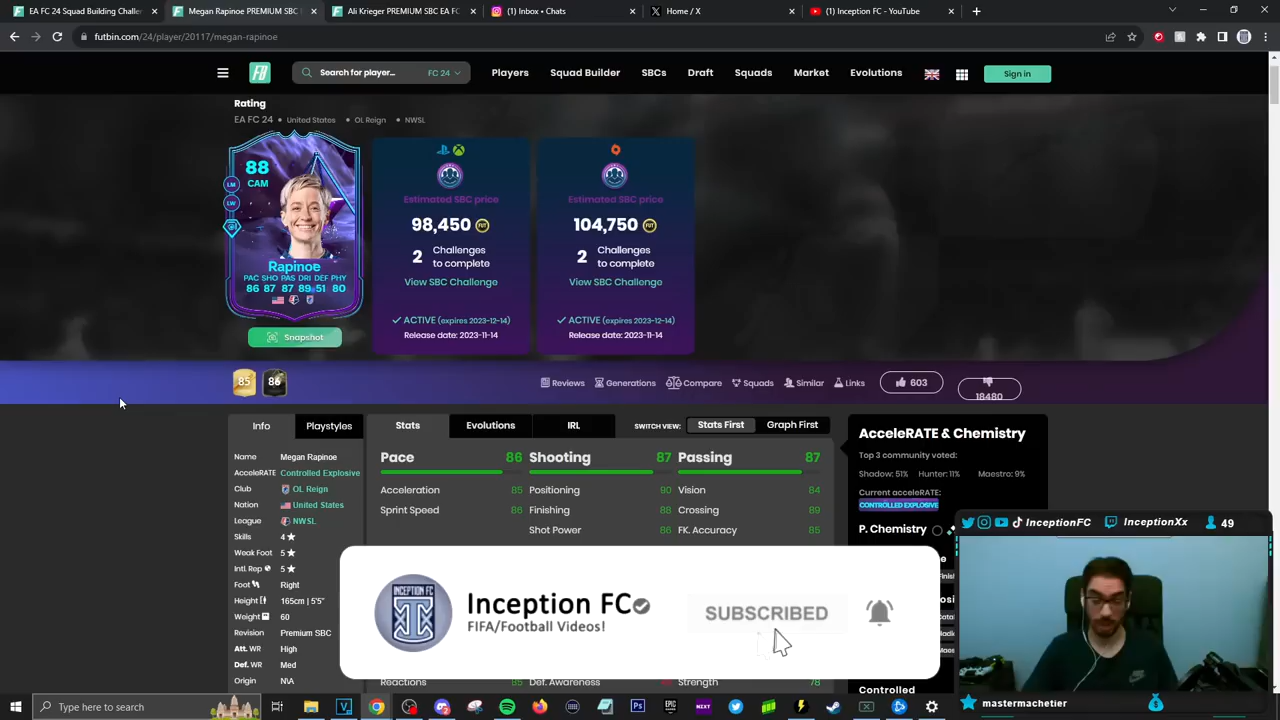 EA FC 24 Squad Building Challen
Megan Rapinoe PREMIUM SBC
Ali Krieger PREMIUM SBC EA FC
(1) Inbox • Chats
(1) Home / X
(1) Inception FC - YouTube
futbin.com/24/player/20117/megan-rapinoe
Search for player... FC 24
Players
Squad Builder
SBCs
Draft
Squads
Market
Evolutions
Sign in
Rating
EA FC 24 • United States • OL Reign • NWSL
88
CAM
LM
LW
Rapinoe
PAC SHO PAS DRI DEF PHY
86 87 87 89 51 80
Snapshot
Estimated SBC price
98,450
2 Challenges to complete
View SBC Challenge
ACTIVE (expires 2023-12-14)
Release date: 2023-11-14
Estimated SBC price
104,750
2 Challenges to complete
View SBC Challenge
ACTIVE (expires 2023-12-14)
Release date: 2023-11-14
85 86
Reviews Generations Compare Squads Similar Links 603 18480
Info Playstyles
Name Megan Rapinoe
AcceleRATE Controlled Explosive
Club OL Reign
Nation United States
League NWSL
Skills 4
Weak Foot 5
Intl. Rep 5
Foot Right
Height 165cm | 5'5"
Weight 60
Revision Premium SBC
Att. WR High
Def. WR Med
Origin N\A
Stats Evolutions IRL
SWITCH VIEW: Stats First Graph First
Pace 86 Shooting 87 Passing 87
Acceleration 85 Positioning 90 Vision 84
Sprint Speed 86 Finishing 88 Crossing 89
Shot Power 86 FK. Accuracy 85
Reactions 85 Def. Awareness Strength 78
AcceleRATE & Chemistry
Top 3 community voted:
Shadow: 51% Hunter: 11% Maestro: 9%
Current acceleRATE:
CONTROLLED EXPLOSIVE
P. Chemistry
Controlled
Inception FC
FIFA/Football Videos!
SUBSCRIBED
InceptionFC InceptionXx 49
mastermachetier
Type here to search